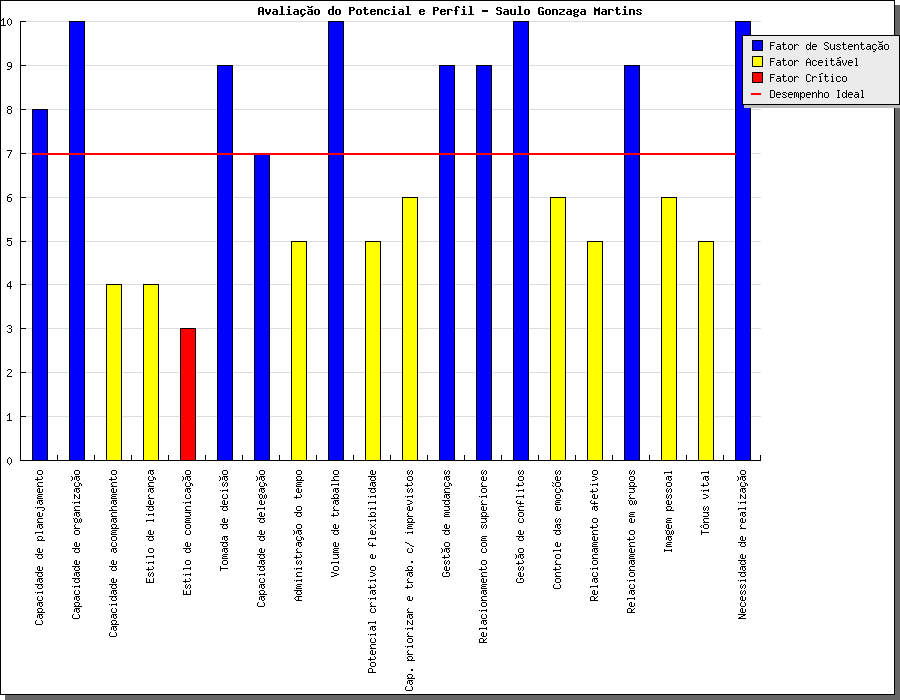 Avaliação do Potencial e Perfil - Saulo Gonzaga Martins
10
9
8
7
6
5
4
3
2
1
0
Fator de Sustentação
Fator Aceitável
Fator Crítico
Desempenho Ideal
Capacidade de planejamento
Capacidade de organização
Capacidade de acompanhamento
Estilo de liderança
Estilo de comunicação
Tomada de decisão
Capacidade de delegação
Administração do tempo
Volume de trabalho
Potencial criativo e flexibilidade
Cap. priorizar e trab. c/ imprevistos
Gestão de mudanças
Relacionamento com superiores
Gestão de conflitos
Controle das emoções
Relacionamento afetivo
Relacionamento em grupos
Imagem pessoal
Tônus vital
Necessidade de realização